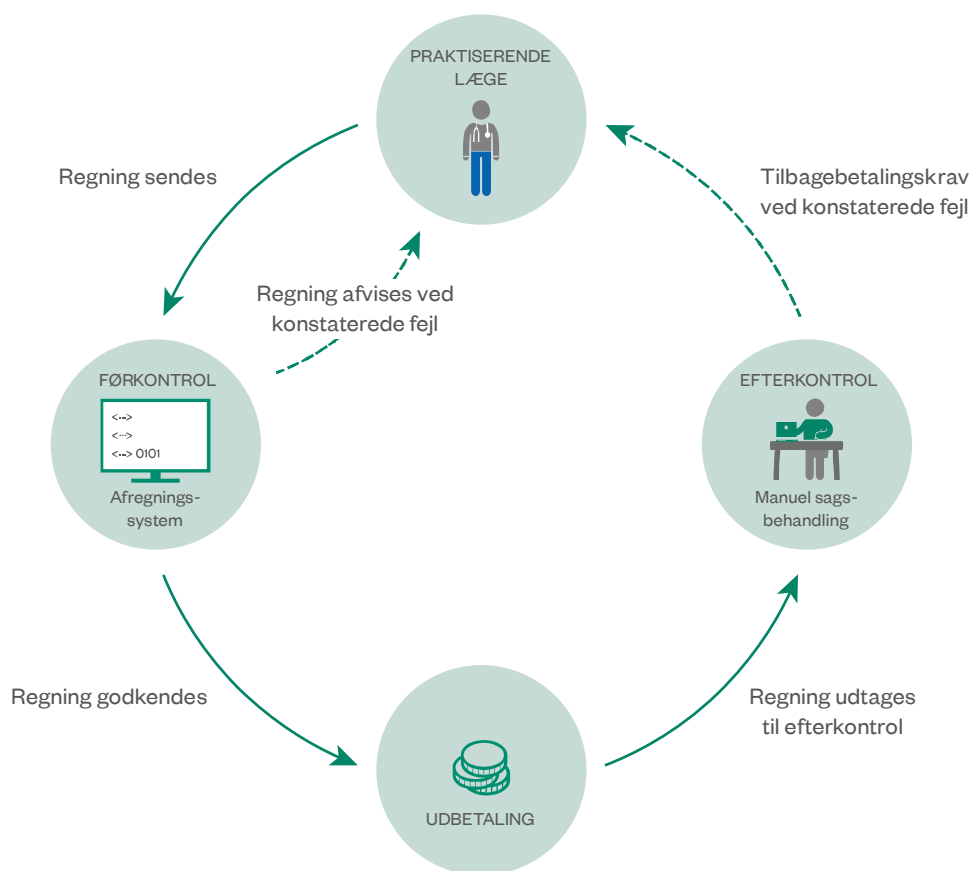 PRAKTISERENDE
LÆGE
Regning sendes
Tilbagebetalingskrav
ved konstaterede fejl
Regning afvises ved
konstaterede fejl
FØRKONTROL
<--->
<--->
<---> 0101
Afregnings-
system
EFTERKONTROL
Manuel sags-
behandling
Regning godkendes
Regning udtages
til efterkontrol
UDBETALING